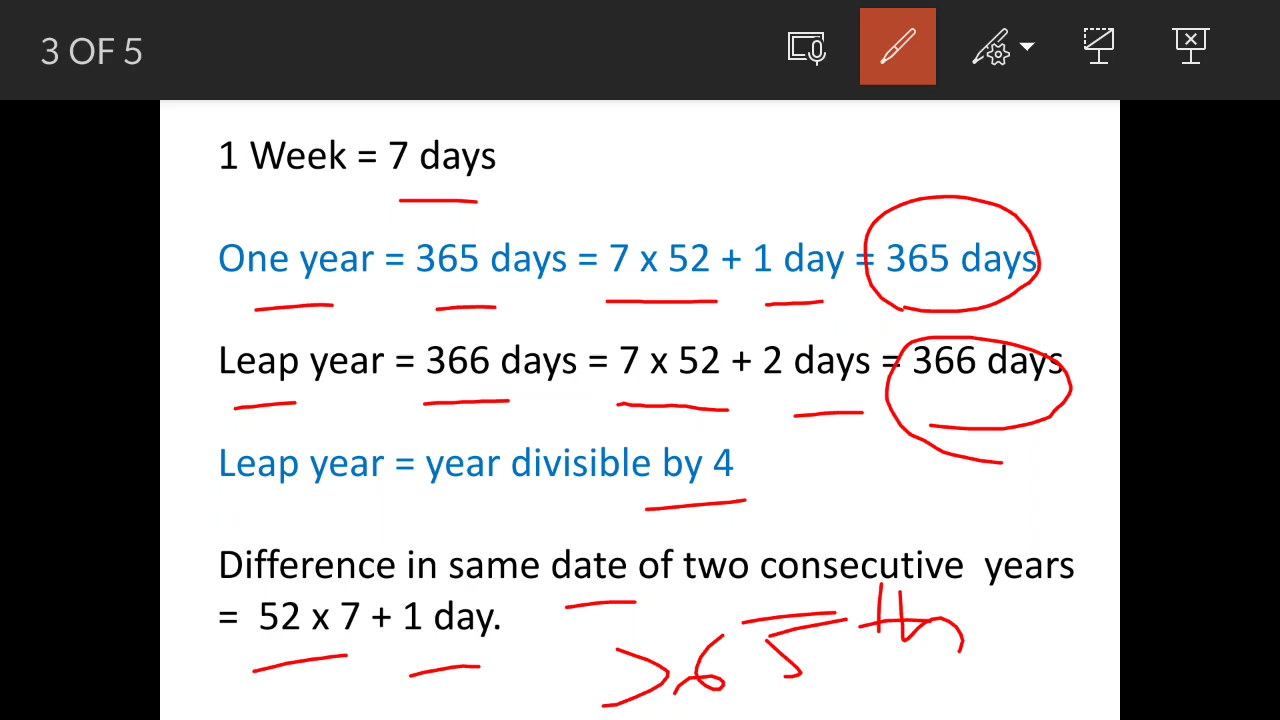 3 OF 5
1 Week = 7 days
One year = 365 days = 7 x 52 + 1 day = 365 days
Leap year = 366 days = 7 x 52 + 2 days = 366 days
Leap year = year divisible by 4
Difference in same date of two consecutive years
= 52 x 7 + 1 day.
365th